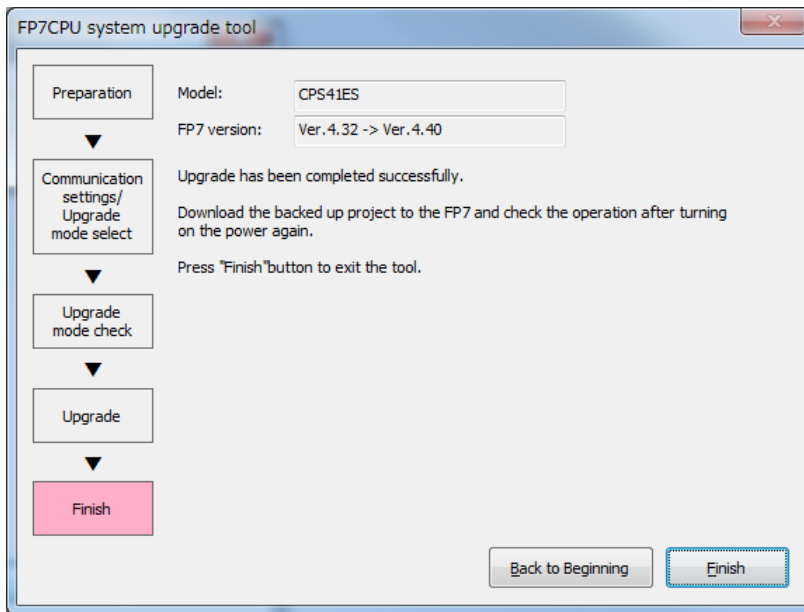 FP7CPU system upgrade tool
Preparation
Communication
settings/
Upgrade
mode select
Upgrade
mode check
Upgrade
Finish
Model: CPS41ES
FP7 version: Ver.4.32 -> Ver.4.40
Upgrade has been completed successfully.
Download the backed up project to the FP7 and check the operation after turning
on the power again.
Press "Finish"button to exit the tool.
Back to Beginning
Finish